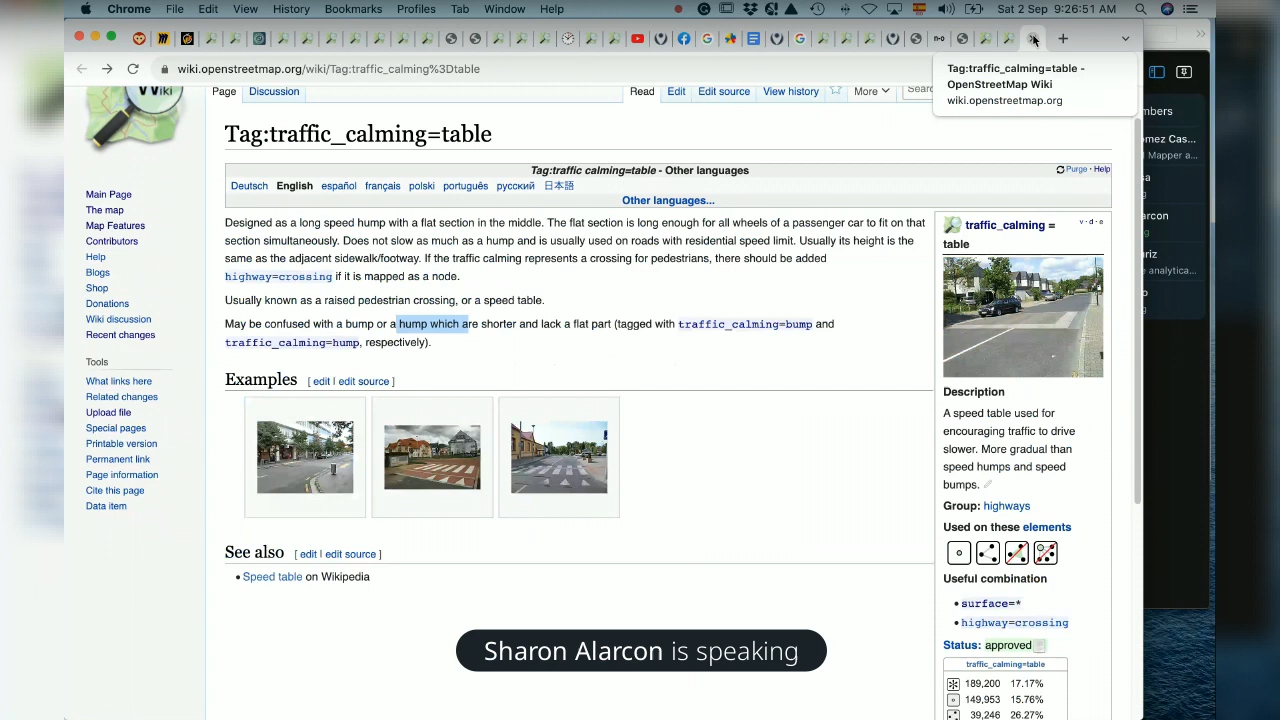 Chrome File Edit View History Bookmarks Profiles Tab Window Help Sat 2 Sep 9:26:51 AM
wiki.openstreetmap.org/wiki/Tag:traffic_calming%3Dtable
Tag:traffic_calming=table -
OpenStreetMap Wiki
wiki.openstreetmap.org
Wiki
Page Discussion Read Edit Edit source View history More Searc
Tag:traffic_calming=table
Tag:traffic calming=table - Other languages
Purge · Help
Deutsch English español français polski português русский 日本語
Other languages...
Designed as a long speed hump with a flat section in the middle. The flat section is long enough for all wheels of a passenger car to fit on that
section simultaneously. Does not slow as much as a hump and is usually used on roads with residential speed limit. Usually its height is the
same as the adjacent sidewalk/footway. If the traffic calming represents a crossing for pedestrians, there should be added
highway=crossing if it is mapped as a node.
Usually known as a raised pedestrian crossing, or a speed table.
May be confused with a bump or a hump which are shorter and lack a flat part (tagged with traffic_calming=bump and
traffic_calming=hump, respectively).
Examples [ edit | edit source ]
See also [ edit | edit source ]
• Speed table on Wikipedia
Main Page
The map
Map Features
Contributors
Help
Blogs
Shop
Donations
Wiki discussion
Recent changes
Tools
What links here
Related changes
Upload file
Special pages
Printable version
Permanent link
Page information
Cite this page
Data item
v · d · e
traffic_calming =
table
Description
A speed table used for
encouraging traffic to drive
slower. More gradual than
speed humps and speed
bumps.
Group: highways
Used on these elements
Useful combination
• surface=*
• highway=crossing
Status: approved
traffic_calming=table
189,200 17.17%
149,953 15.76%
39,246 26.27%
mbers
omez Cas...
l Mapper a...
sa
g
arcon
g
uriz
e analytica...
o
g
Sharon Alarcon is speaking